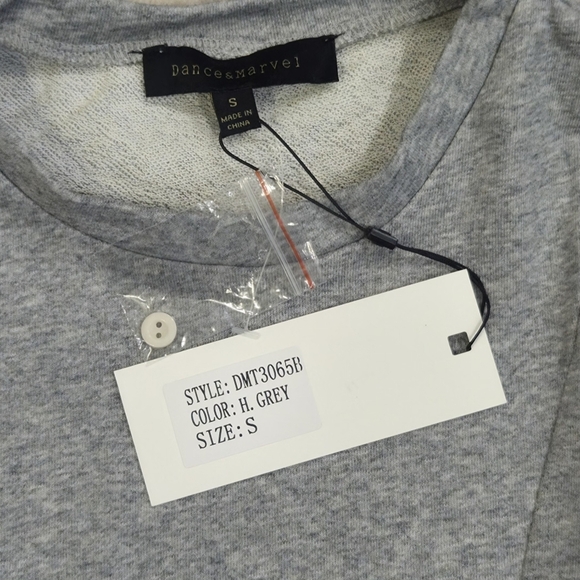 Dance&Marvel
S
MADE IN
CHINA
STYLE: DMT3065B
COLOR: H. GREY
SIZE: S